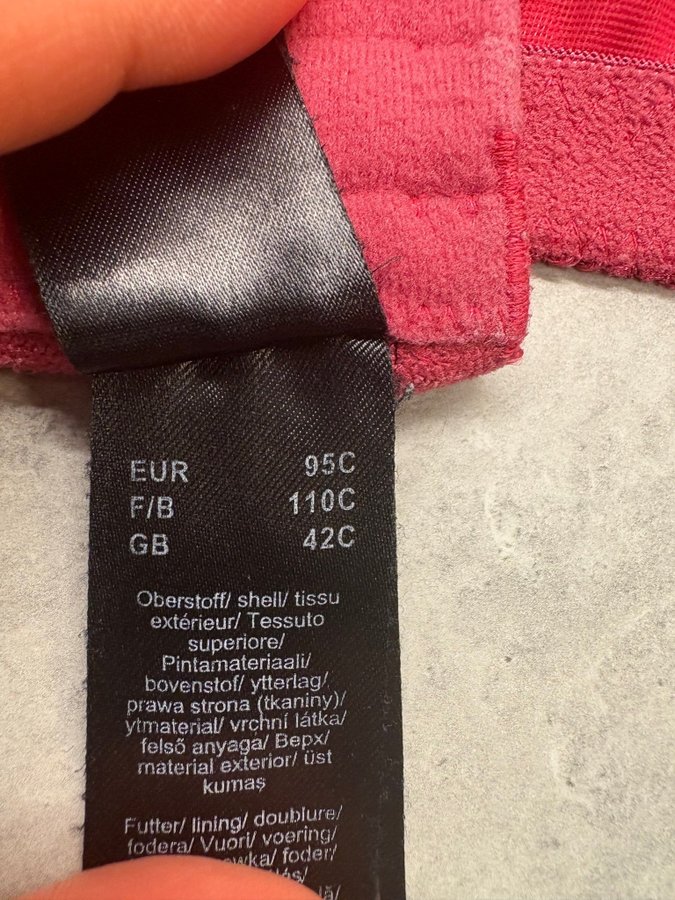 EUR 95C
F/B 110C
GB 42C
Oberstoff/ shell/ tissu
extérieur/ Tessuto
superiore/
Pintamateriaali/
bovenstof/ ytterlag/
prawa strona (tkaniny)/
ytmaterial/ vrchní látka/
felső anyaga/ Верх/
material exterior/ üst
kumaş
Futter/ lining/ doublure/
fodera/ Vuori/ voering/
foder/